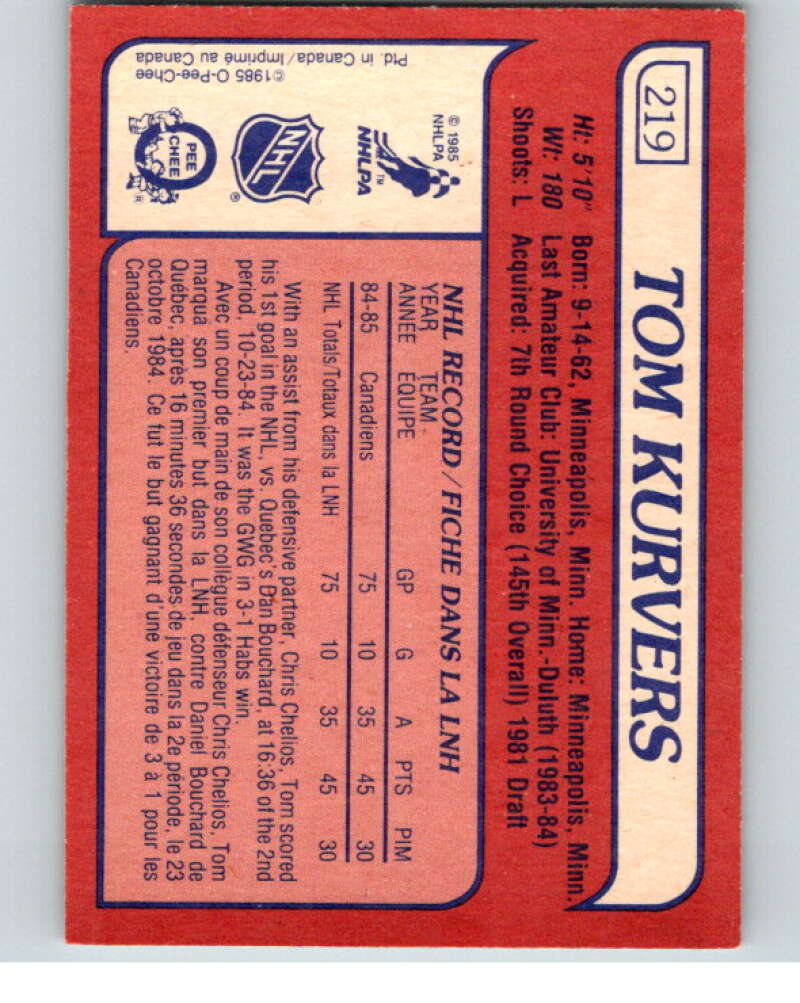 219
TOM KURVERS
Ht: 5'10" Born: 9-14-62, Minneapolis, Minn. Home: Minneapolis, Minn.
Wt: 180 Last Amateur Club: University of Minn.-Duluth (1983-84)
Shoots: L Acquired: 7th Round Choice (145th Overall) 1981 Draft
© 1985
NHLPA
TM
NHLPA
NHL
®
PEE
CHEE
®
©1985 O-Pee-Chee
Ptd. in Canada/Imprimé au Canada
NHL RECORD/FICHE DANS LA LNH
YEAR TEAM
ANNEE EQUIPE GP G A PTS PIM
84-85 Canadiens 75 10 35 45 30
NHL Totals/Totaux dans la LNH 75 10 35 45 30
With an assist from his defensive partner, Chris Chelios, Tom scored
his 1st goal in the NHL, vs. Quebec's Dan Bouchard, at 16:36 of the 2nd
period, 10-23-84. It was the GWG in 3-1 Habs win.
Avec un coup de main de son collègue défenseur Chris Chelios, Tom
marqua son premier but dans la LNH, contre Daniel Bouchard de
Québec, après 16 minutes 36 secondes de jeu dans la 2e période, le 23
octobre 1984. Ce fut le but gagnant d'une victoire de 3 à 1 pour les
Canadiens.